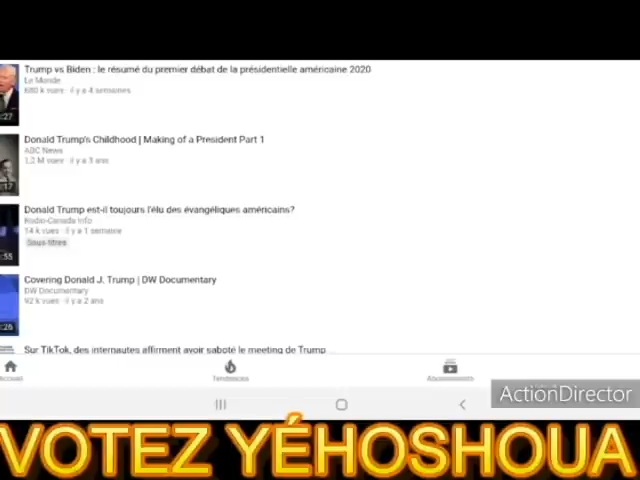 Trump vs Biden : le résumé du premier débat de la présidentielle américaine 2020
Le Monde
680 k vues · il y a 4 semaines
:27
Donald Trump's Childhood | Making of a President Part 1
ABC News
1,2 M vues · il y a 3 ans
:17
Donald Trump est-il toujours l'élu des évangéliques américains?
Radio-Canada Info
14 k vues · il y a 1 semaine
Sous-titres
:55
Covering Donald J. Trump | DW Documentary
DW Documentary
92 k vues · il y a 2 ans
:26
Sur TikTok, des internautes affirment avoir saboté le meeting de Trump
Accueil
Tendances
Abonnements
ActionDirector
VOTEZ YÉHOSHOUA